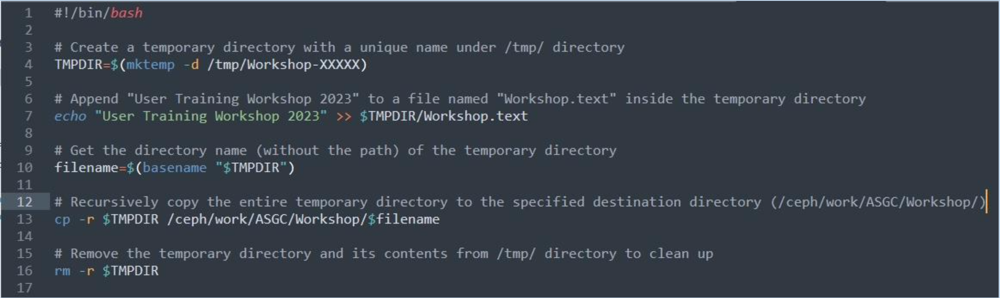 1 #!/bin/bash
2
3 # Create a temporary directory with a unique name under /tmp/ directory
4 TMPDIR=$(mktemp -d /tmp/Workshop-XXXXX)
5
6 # Append "User Training Workshop 2023" to a file named "Workshop.text" inside the temporary directory
7 echo "User Training Workshop 2023" >> $TMPDIR/Workshop.text
8
9 # Get the directory name (without the path) of the temporary directory
10 filename=$(basename "$TMPDIR")
11
12 # Recursively copy the entire temporary directory to the specified destination directory (/ceph/work/ASGC/Workshop/)
13 cp -r $TMPDIR /ceph/work/ASGC/Workshop/$filename
14
15 # Remove the temporary directory and its contents from /tmp/ directory to clean up
16 rm -r $TMPDIR
17